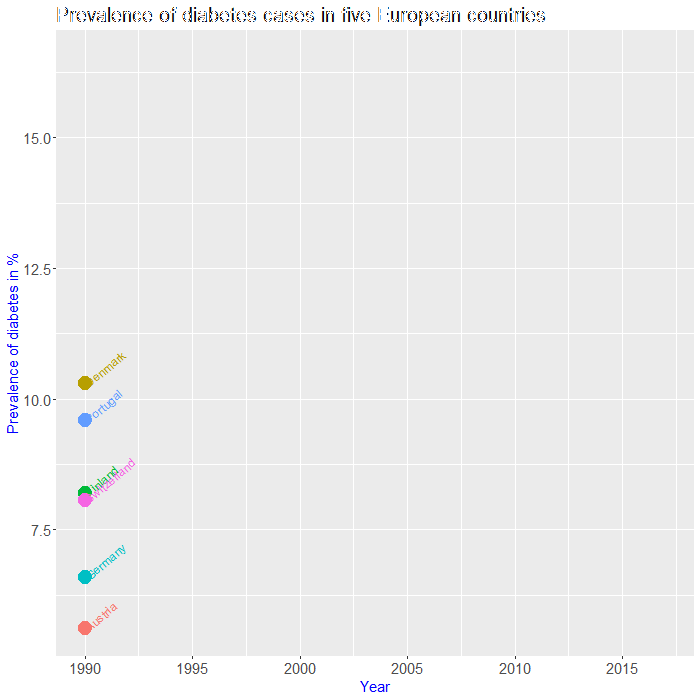 Prevalence of diabetes cases in five European countries
Prevalence of diabetes in %
15.0
12.5
10.0
7.5
Denmark
Portugal
Finland
Switzerland
Germany
Austria
1990 1995 2000 2005 2010 2015
Year